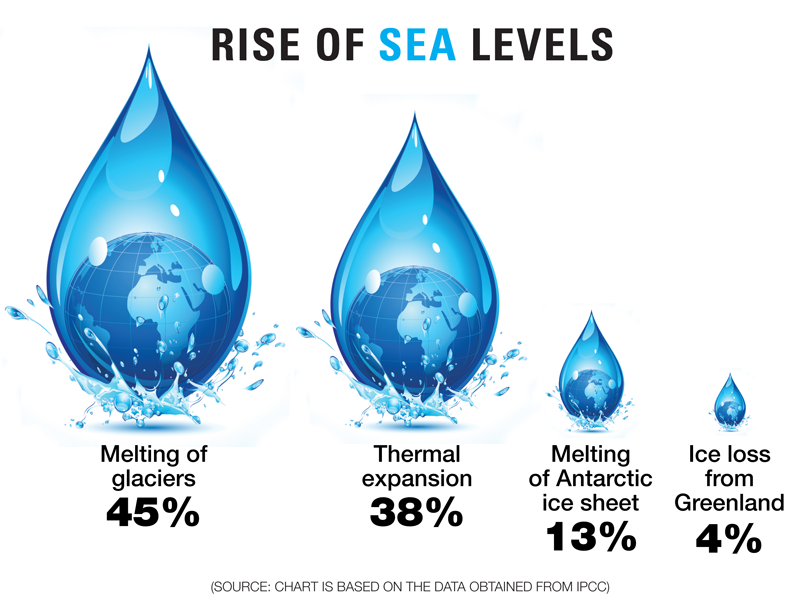 RISE OF SEA LEVELS
Melting of
glaciers
45%
Thermal
expansion
38%
Melting
of Antarctic
ice sheet
13%
Ice loss
from
Greenland
4%
(SOURCE: CHART IS BASED ON THE DATA OBTAINED FROM IPCC)